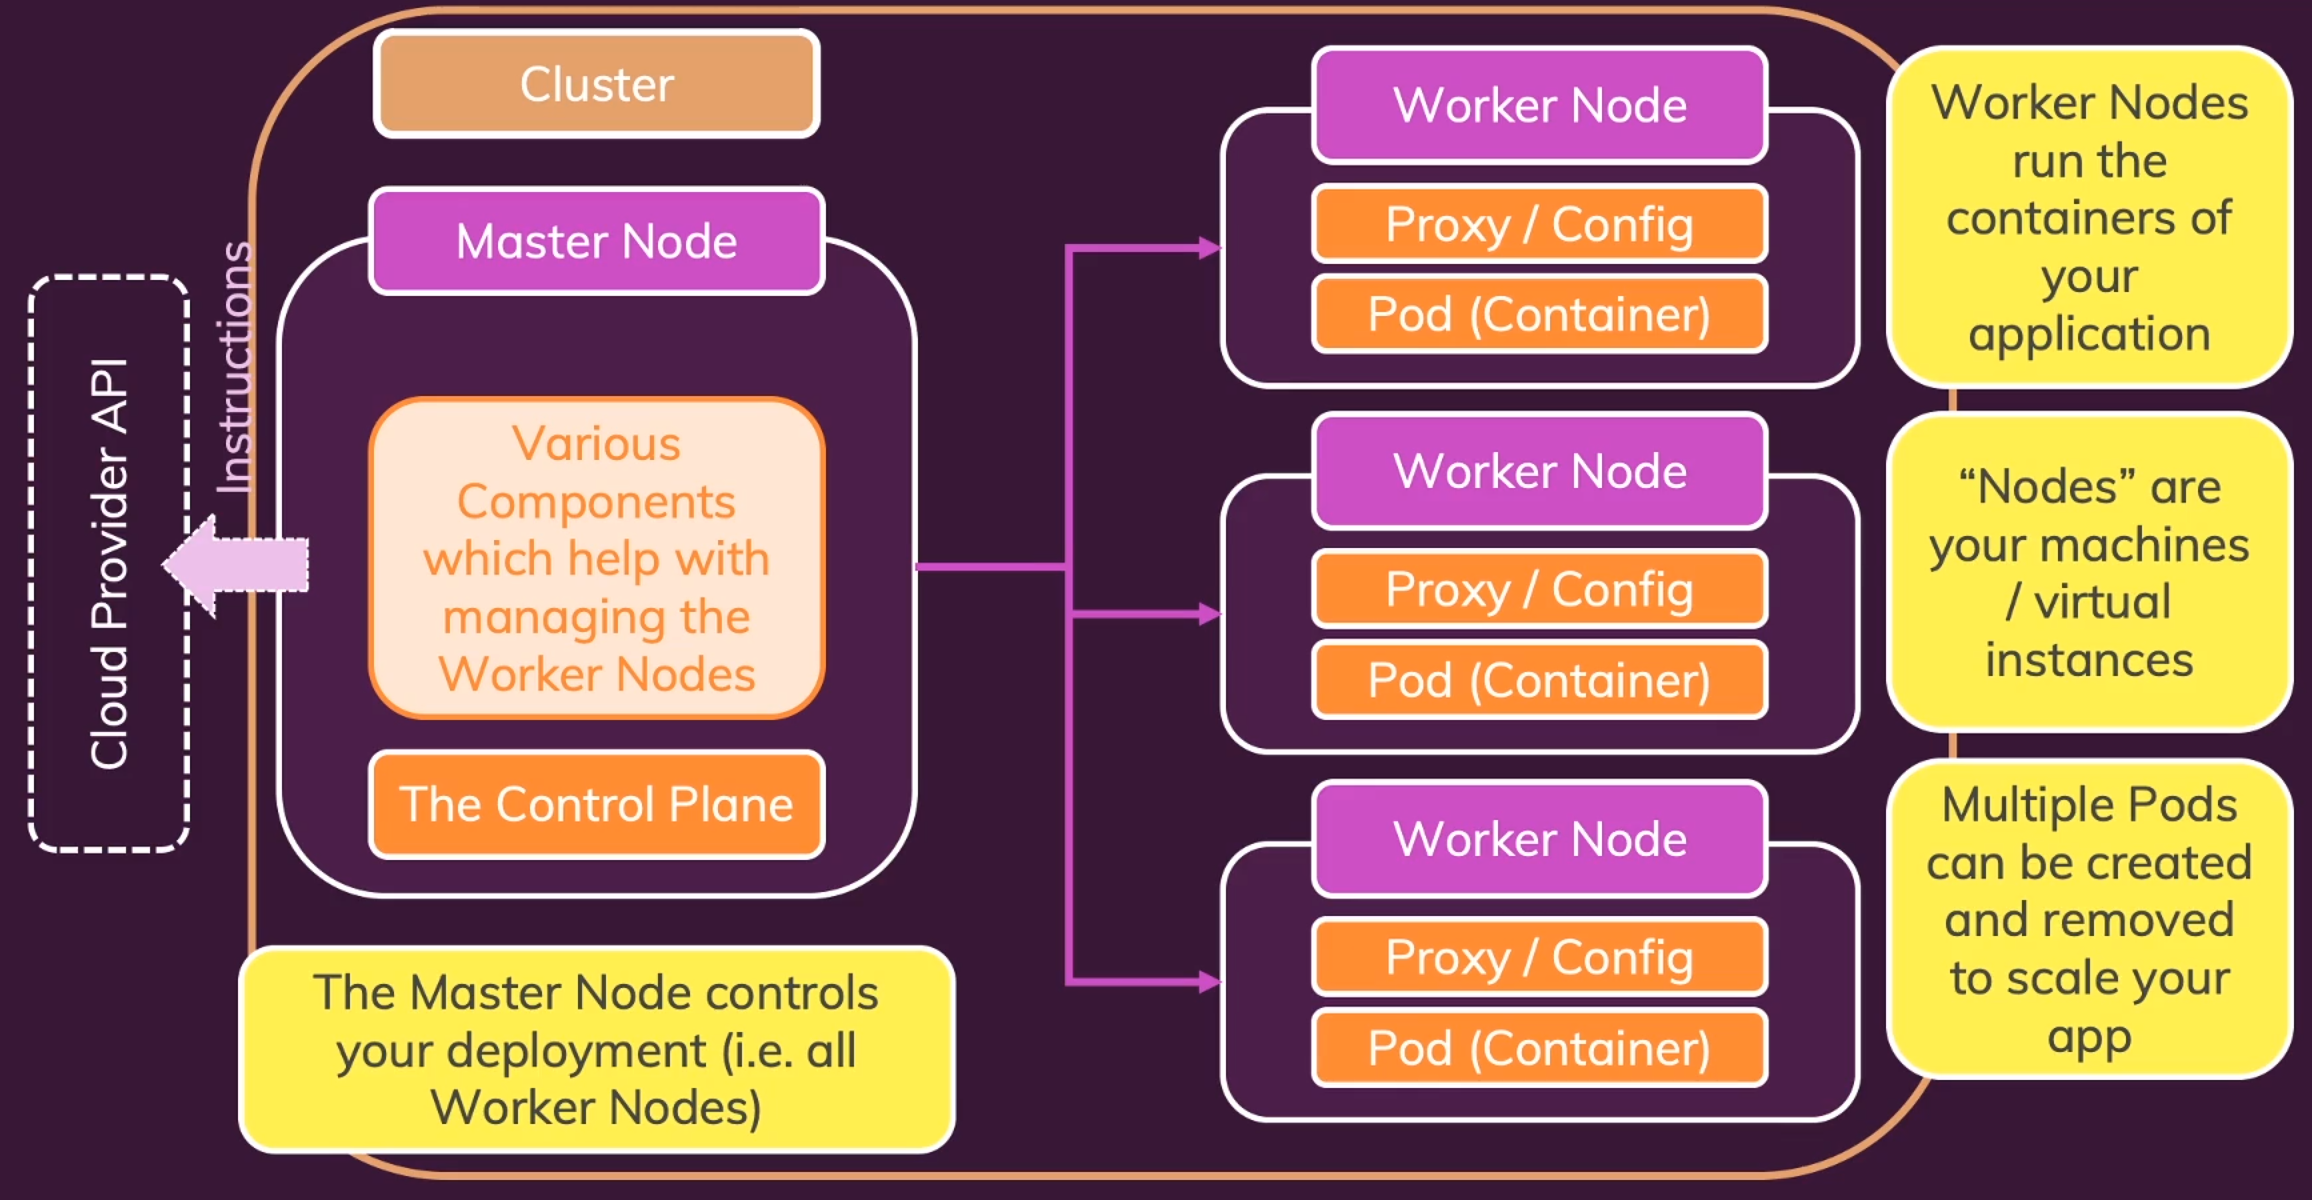 Cluster
Master Node
Various
Components
which help with
managing the
Worker Nodes
The Control Plane
The Master Node controls
your deployment (i.e. all
Worker Nodes)
Cloud Provider API
Instructions
Worker Node
Proxy / Config
Pod (Container)
Worker Node
Proxy / Config
Pod (Container)
Worker Node
Proxy / Config
Pod (Container)
Worker Nodes
run the
containers of
your
application
“Nodes” are
your machines
/ virtual
instances
Multiple Pods
can be created
and removed
to scale your
app